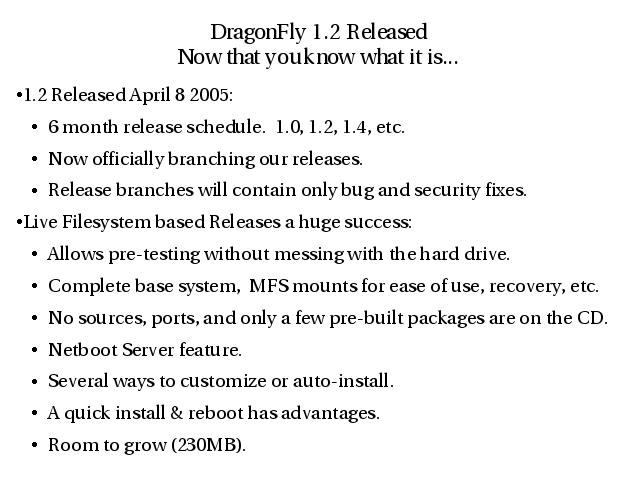 DragonFly 1.2 Released
Now that you know what it is...
•1.2 Released April 8 2005:
• 6 month release schedule. 1.0, 1.2, 1.4, etc.
• Now officially branching our releases.
• Release branches will contain only bug and security fixes.
•Live Filesystem based Releases a huge success:
• Allows pre-testing without messing with the hard drive.
• Complete base system, MFS mounts for ease of use, recovery, etc.
• No sources, ports, and only a few pre-built packages are on the CD.
• Netboot Server feature.
• Several ways to customize or auto-install.
• A quick install & reboot has advantages.
• Room to grow (230MB).